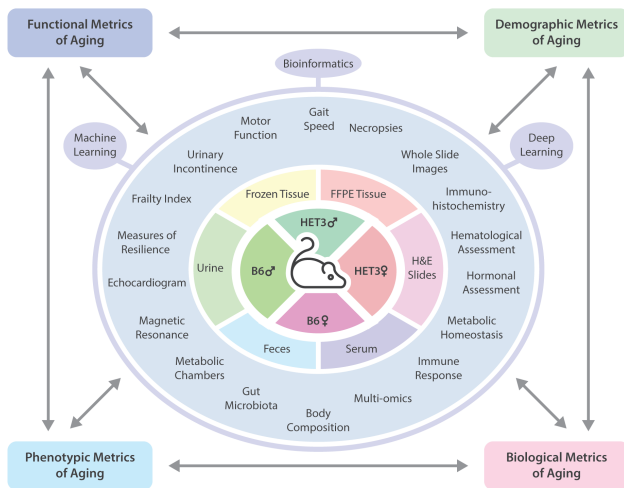 Functional Metrics
of Aging
Demographic Metrics
of Aging
Bioinformatics
Machine
Learning
Deep
Learning
Motor
Function
Gait
Speed
Necropsies
Urinary
Incontinence
Whole Slide
Images
Frailty Index
Immuno-
histochemistry
Measures of
Resilience
Hematological
Assessment
Echocardiogram
Hormonal
Assessment
Magnetic
Resonance
Metabolic
Homeostasis
Metabolic
Chambers
Immune
Response
Gut
Microbiota
Body
Composition
Multi-omics
Frozen Tissue
FFPE Tissue
Urine
H&E
Slides
Feces
Serum
HET3♂
B6♂
HET3♀
B6♀
Phenotypic Metrics
of Aging
Biological Metrics
of Aging